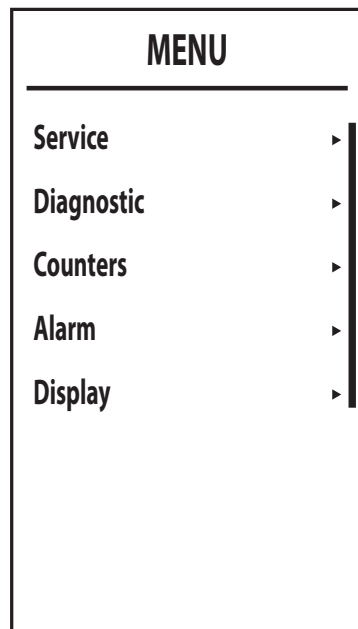 MENU
Service
Diagnostic
Counters
Alarm
Display